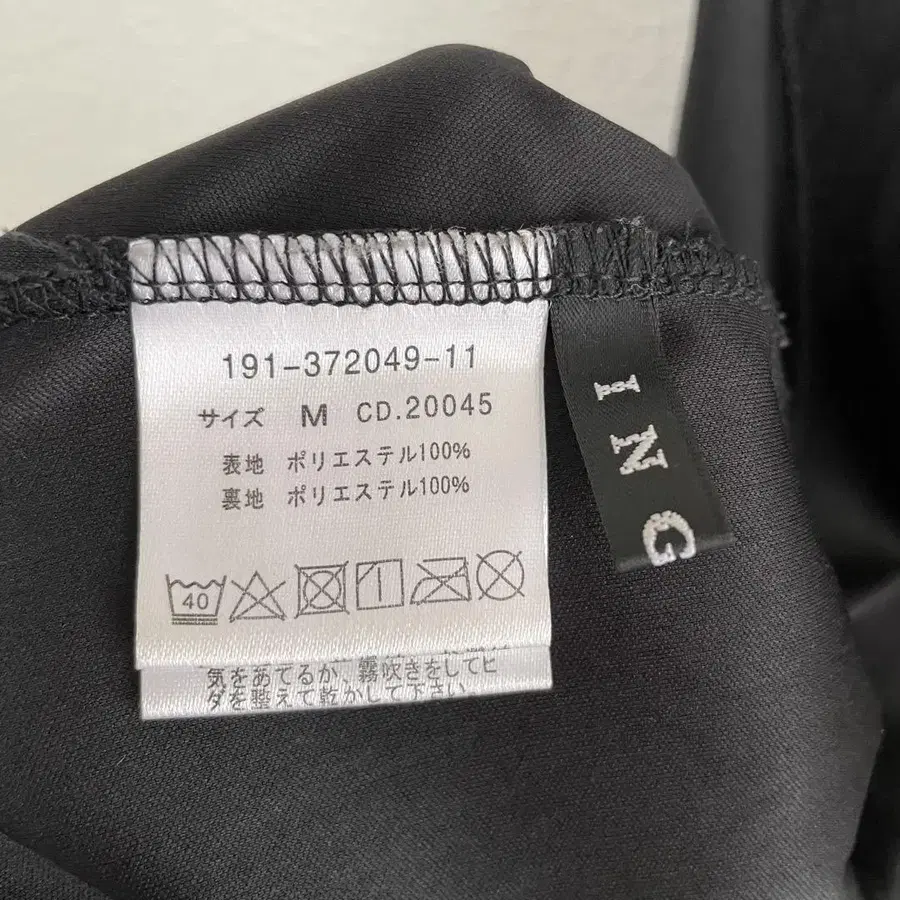 191-372049-11
サイズ M CD.20045
表地 ポリエステル100%
裏地 ポリエステル100%
40
気をあてるか、霧吹きをしてヒ
ダを整えて乾かして下さい
ING